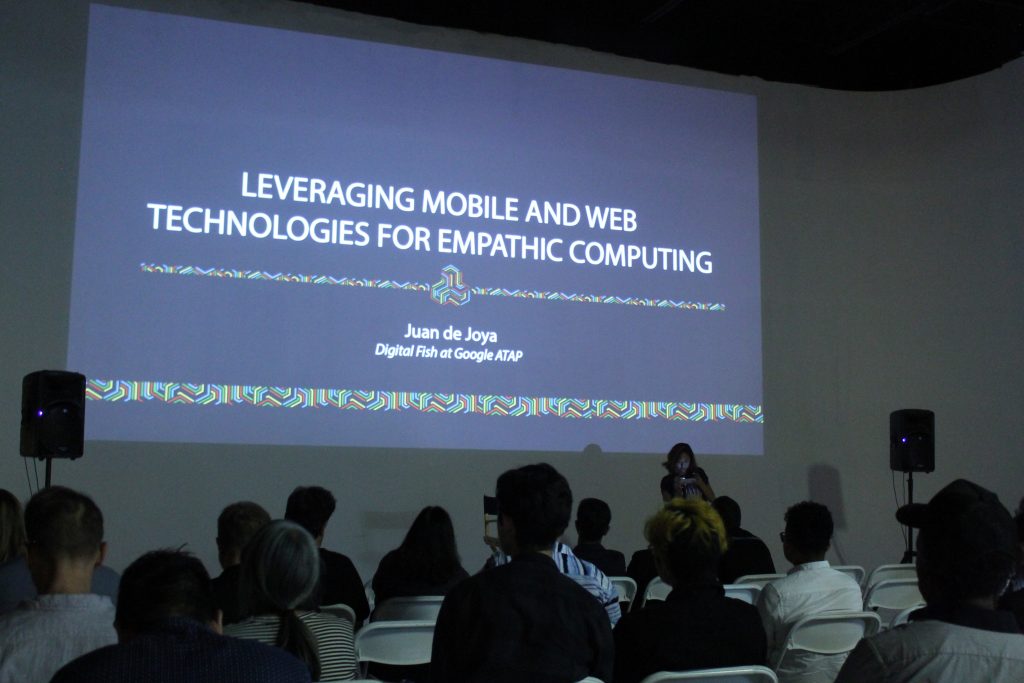 LEVERAGING MOBILE AND WEB
TECHNOLOGIES FOR EMPATHIC COMPUTING
Juan de Joya
Digital Fish at Google ATAP